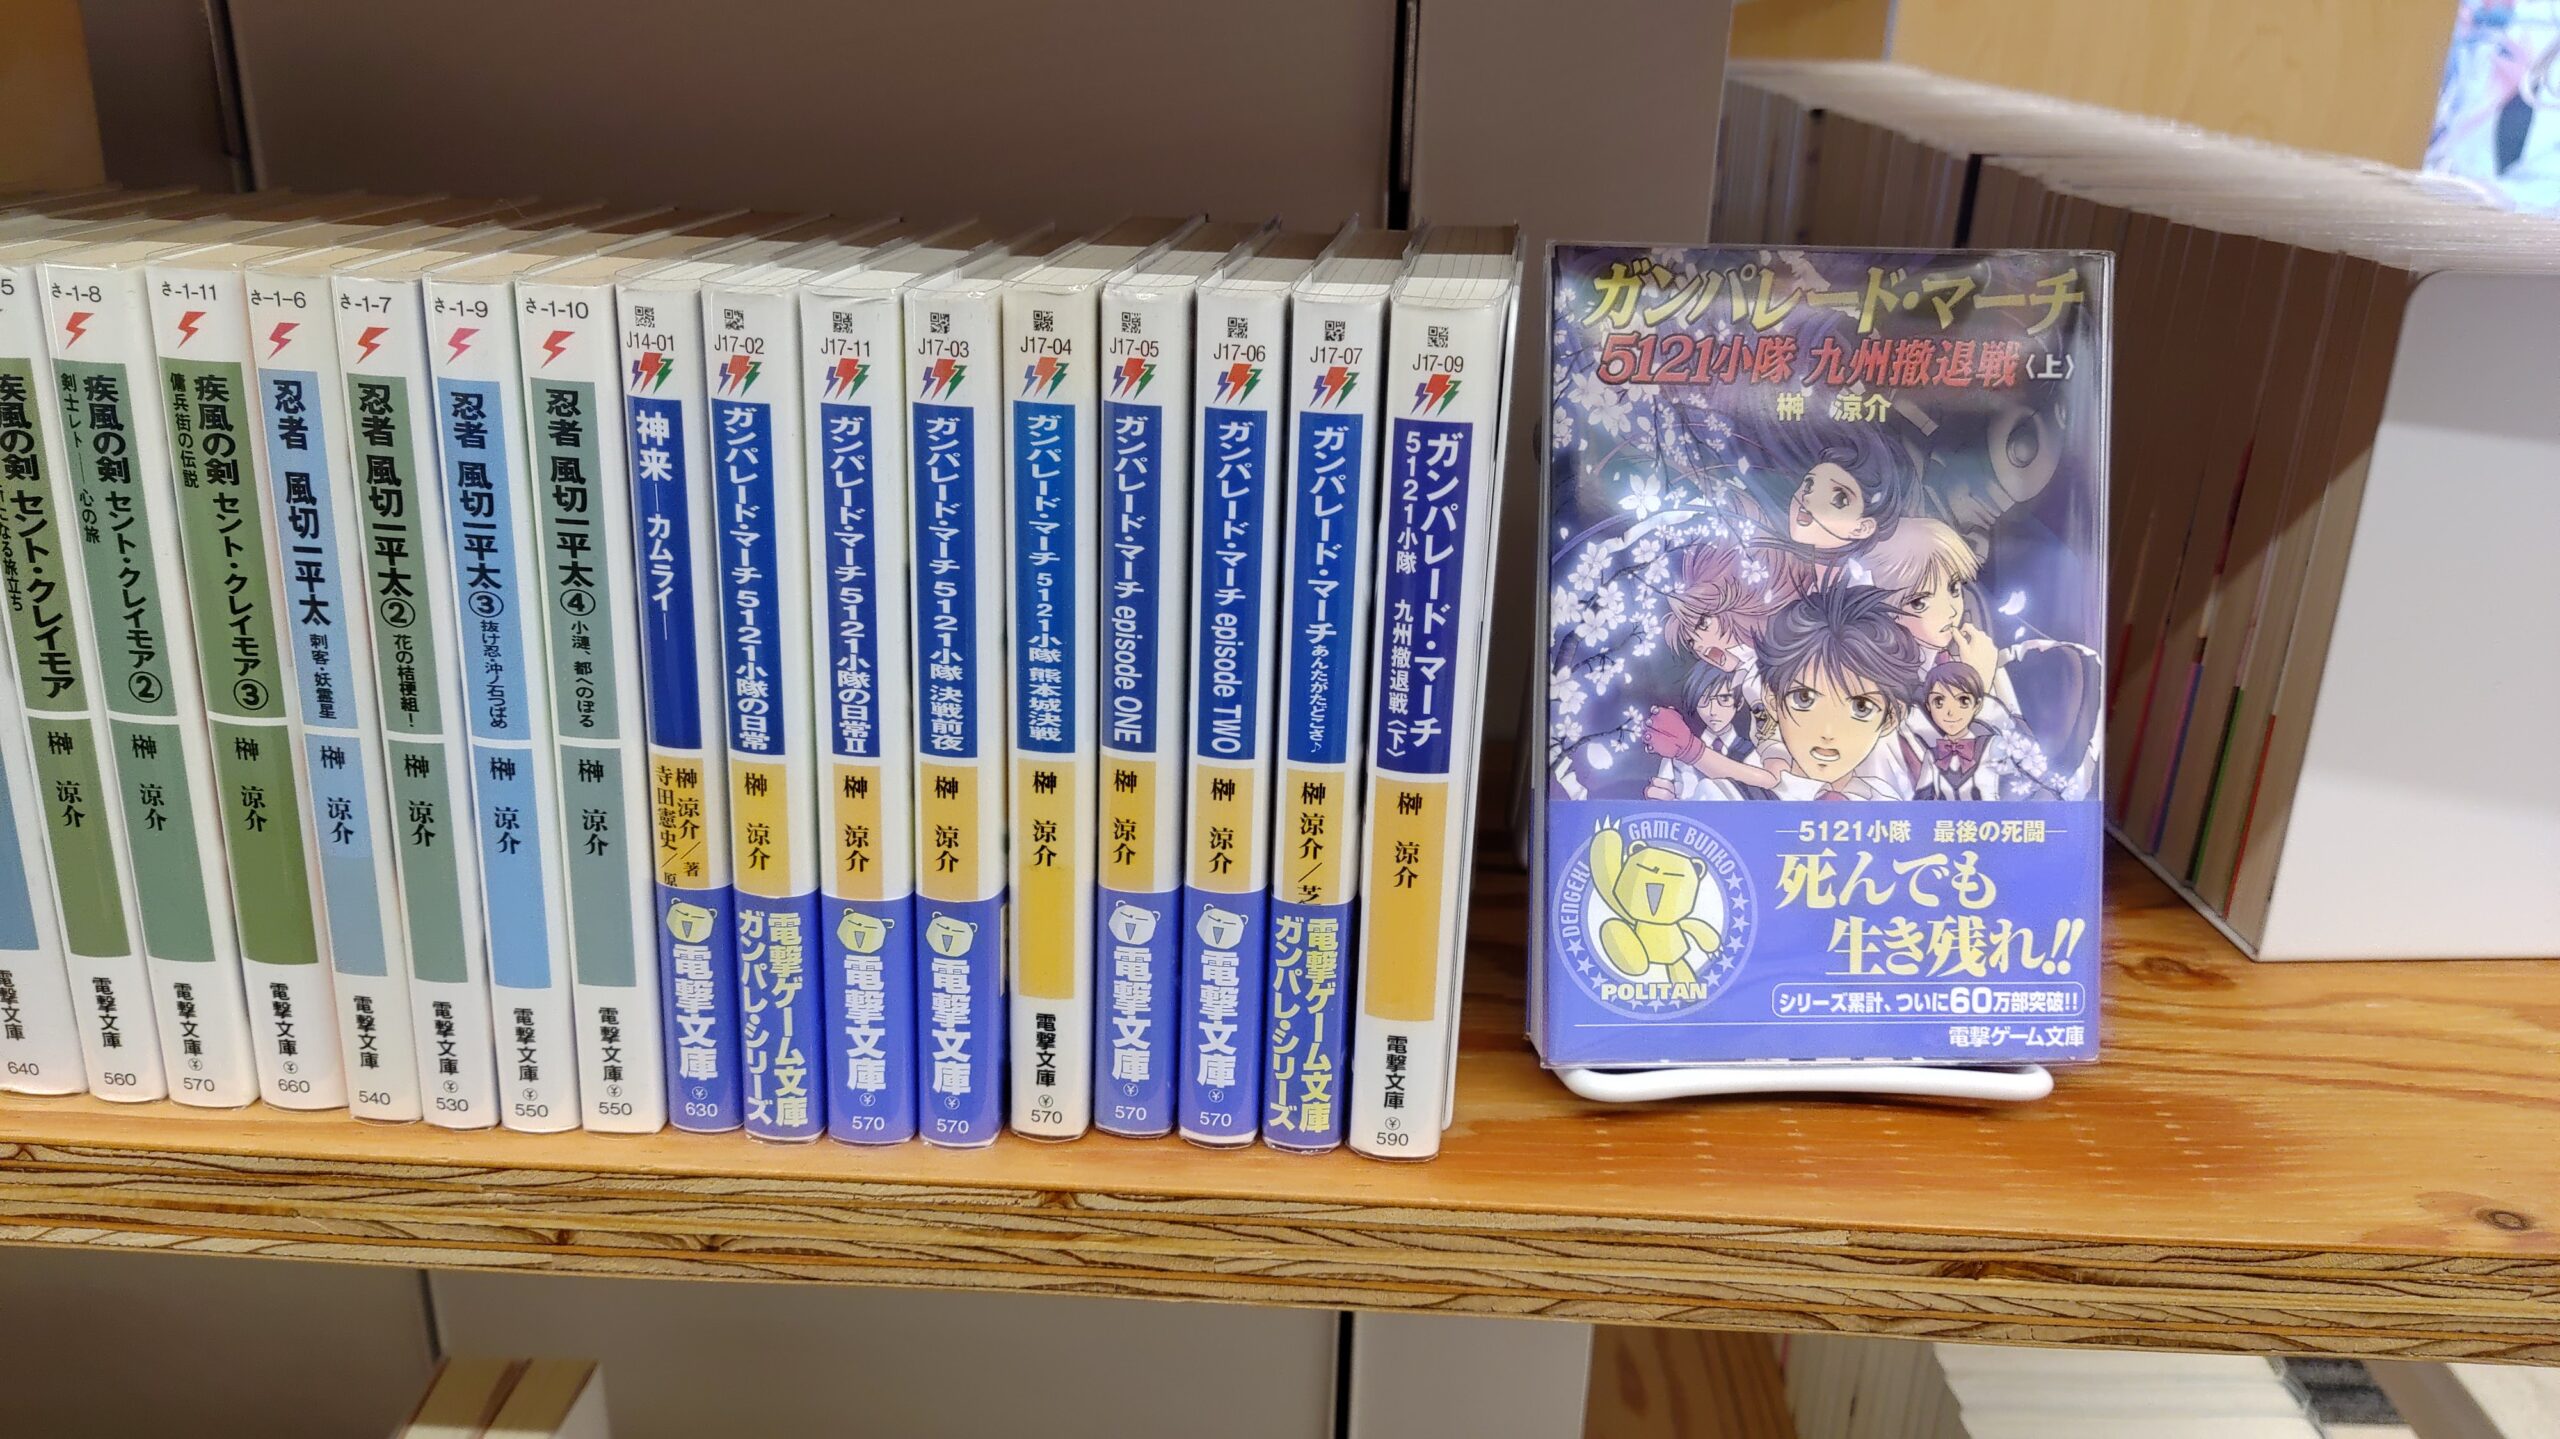 疾風の剣 セント・クレイモア
640
さ-1-8
疾風の剣 セント・クレイモア②
剣士レト──心の旅
榊 涼介
電撃文庫
560
さ-1-11
疾風の剣 セント・クレイモア③
傭兵街の伝説
榊 涼介
電撃文庫
570
さ-1-6
忍者 風切一平太
刺客・妖霊星
榊 涼介
電撃文庫
¥
660
さ-1-7
忍者 風切一平太②
花の桔梗組！
榊 涼介
電撃文庫
540
さ-1-9
忍者 風切一平太③
抜け忍・沖ノ石つばめ
榊 涼介
電撃文庫
¥
530
さ-1-10
忍者 風切一平太④
小漣、都へのぼる
榊 涼介
電撃文庫
¥
550
550
J14-01
神来─カムライ─
榊 涼介／著
寺田憲史／原
電撃文庫
¥
630
J17-02
ガンパレード・マーチ 5121小隊の日常
榊 涼介
電撃ゲーム文庫
ガンパレ・シリーズ
J17-11
ガンパレード・マーチ 5121小隊の日常II
榊 涼介
電撃文庫
¥
570
J17-03
ガンパレード・マーチ 5121小隊 決戦前夜
榊 涼介
電撃文庫
¥
570
J17-04
ガンパレード・マーチ 5121小隊 熊本城決戦
榊 涼介
電撃文庫
¥
570
J17-05
ガンパレード・マーチ episode ONE
榊 涼介
電撃文庫
¥
570
J17-06
ガンパレード・マーチ episode TWO
榊 涼介
電撃文庫
¥
570
J17-07
ガンパレード・マーチ あんたがたどこさ♪
榊 涼介／芝
電撃ゲーム文庫
ガンパレ・シリーズ
J17-09
ガンパレード・マーチ
5121小隊 九州撤退戦〈下〉
榊 涼介
電撃文庫
¥
590
ガンパレード・マーチ
5121小隊 九州撤退戦〈上〉
榊 涼介
─5121小隊 最後の死闘─
死んでも
生き残れ!!
シリーズ累計、ついに60万部突破!!
電撃ゲーム文庫
★DENGEKI GAME BUNKO★
POLITAN